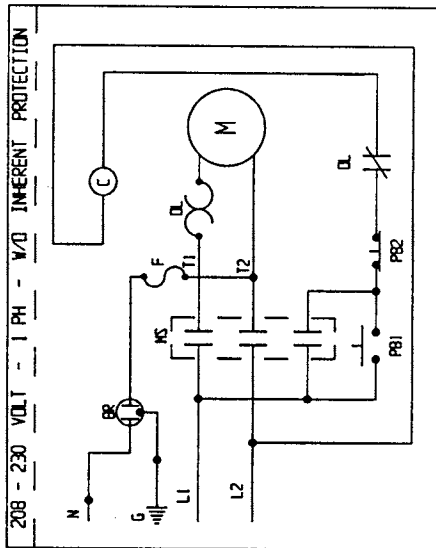 208 - 230 VOLT - 1 PH - W/O INHERENT PROTECTION
C
M
OL
OL
F
T1
T2
MS
PB2
PB1
BR
N
G
L1
L2